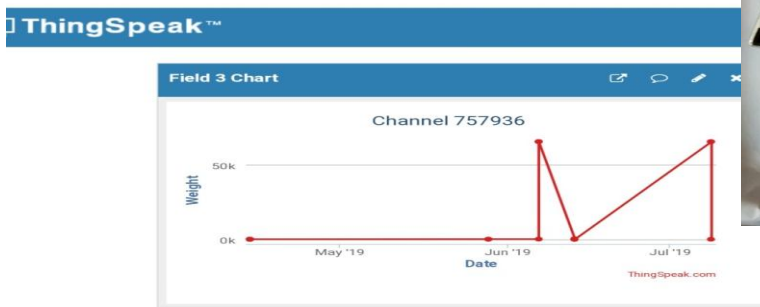 ThingSpeak™
Field 3 Chart
Channel 757936
50k
Weight
0k
May '19
Jun '19
Jul '19
Date
ThingSpeak.com